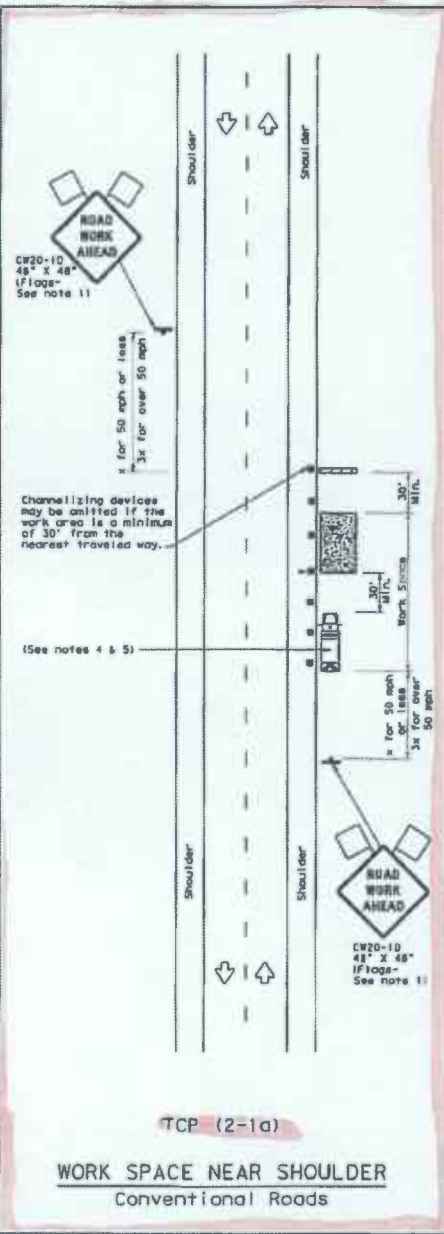 Shoulder
Shoulder
ROAD
WORK
AHEAD
CW20-1D
48" X 48"
(Flags-
See note 1)
x for 50 mph or less
3x for over 50 mph
Channelizing devices
may be omitted if the
work area is a minimum
of 30' from the
nearest traveled way.
30'
Min.
30'
Min.
Work Space
(See notes 4 & 5)
x for 50 mph
or less
3x for over
50 mph
Shoulder
Shoulder
ROAD
WORK
AHEAD
CW20-1D
48" X 48"
(Flags-
See note 1)
TCP (2-1a)
WORK SPACE NEAR SHOULDER
Conventional Roads